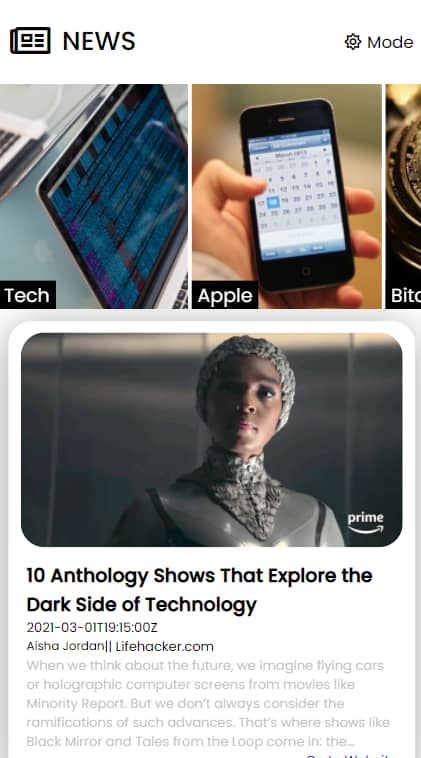 NEWS
Mode
Tech
Apple
Bitc
prime
10 Anthology Shows That Explore the
Dark Side of Technology
2021-03-01T19:15:00Z
Aisha Jordan|| Lifehacker.com
When we think about the future, we imagine flying cars
or holographic computer screens from movies like
Minority Report. But we don't always consider the
ramifications of such advances. That's where shows like
Black Mirror and Tales from the Loop come in: the…